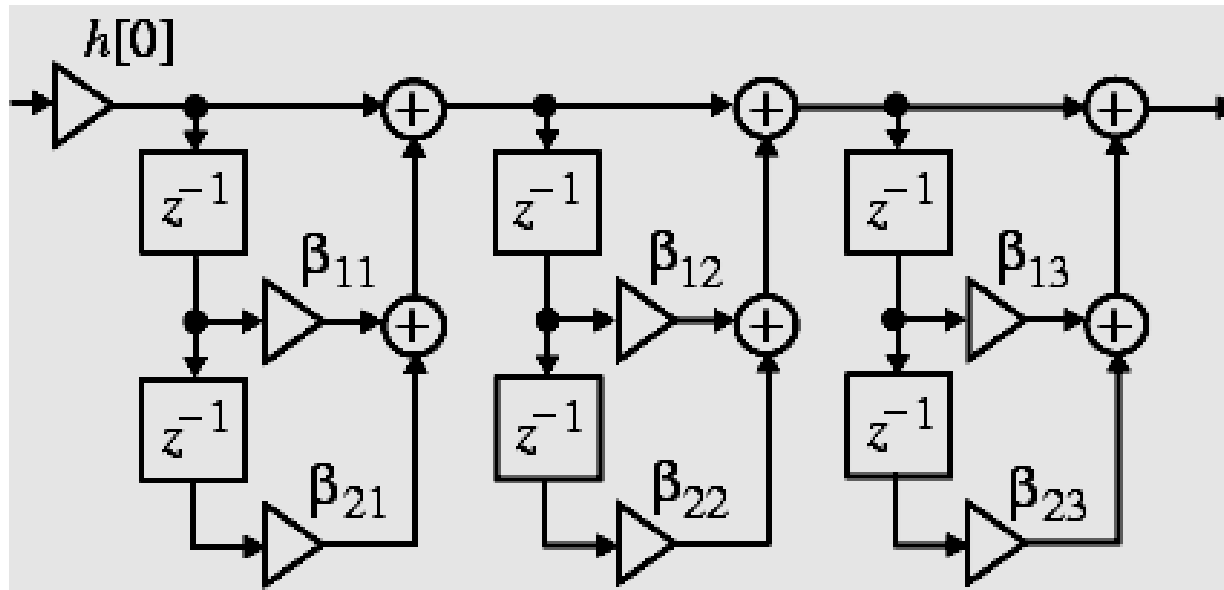 h[0]
+ + +
z⁻¹ z⁻¹ z⁻¹
β₁₁ β₁₂ β₁₃
+ + +
z⁻¹ z⁻¹ z⁻¹
β₂₁ β₂₂ β₂₃